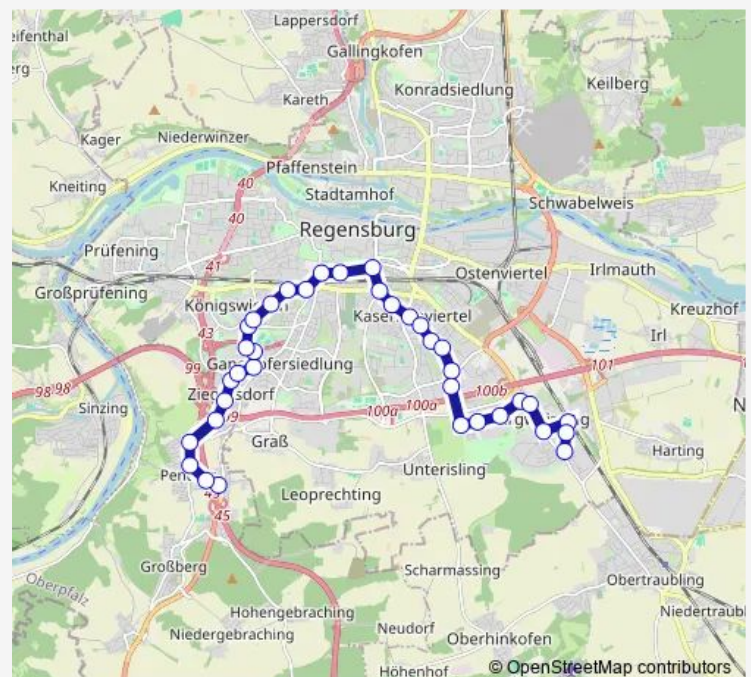 Lappersdorf
Gallingkofen
Konradsiedlung
Keilberg
Kareth
Kager
Niederwinzer
Pfaffenstein
Kneiting
Stadtamhof
40
Schwabelweis
40
Regensburg
Prüfening
41
Ostenviertel
Irlmauth
Großprüfening
Kreuzhof
Irl
43
99
98 98
101
100b
100a 100a
Sinzing
Graß
Harting
Unterisling
Leoprechting
45
Großberg
Scharmassing
Obertraubling
Oberpfalz
Hohengebraching
Niedergebraching
Neudorf
Oberhinkofen
Höhenhof
© OpenStreetMap contributors